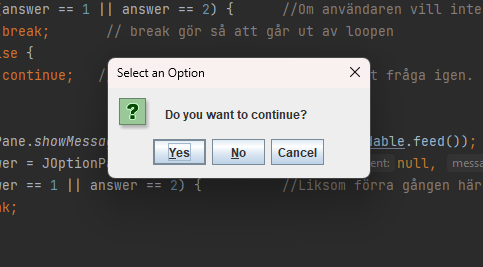 (answer == 1 || answer == 2) { //Om användaren vill inte
break; // break gör så att går ut av loopen
lse {
continue; / t fråga igen.
Select an Option
Do you want to continue?
Yes No Cancel
Pane.showMessa dable.feed());
wer = JOptionPa ent: null, messa
wer == 1 || answer == 2) { //Liksom förra gången här
ak;